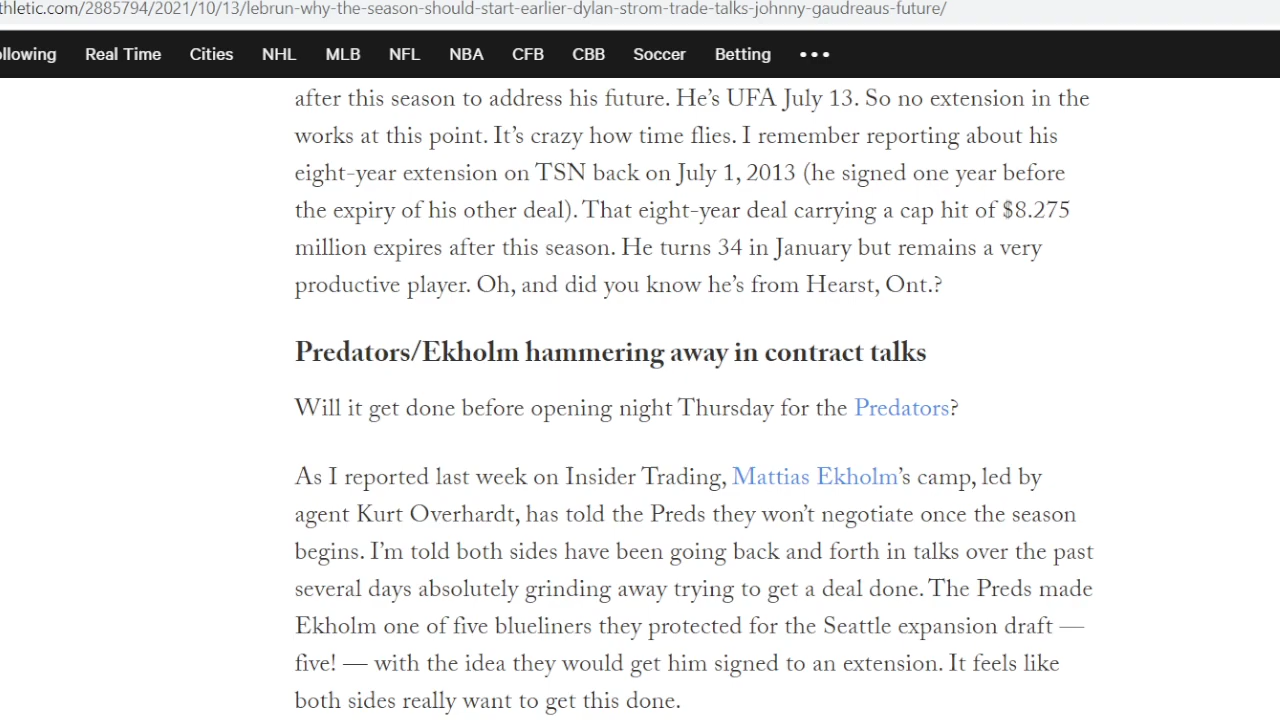 thletic.com/2885794/2021/10/13/lebrun-why-the-season-should-start-earlier-dylan-strom-trade-talks-johnny-gaudreaus-future/
ollowing Real Time Cities NHL MLB NFL NBA CFB CBB Soccer Betting •••
after this season to address his future. He’s UFA July 13. So no extension in the
works at this point. It’s crazy how time flies. I remember reporting about his
eight-year extension on TSN back on July 1, 2013 (he signed one year before
the expiry of his other deal). That eight-year deal carrying a cap hit of $8.275
million expires after this season. He turns 34 in January but remains a very
productive player. Oh, and did you know he’s from Hearst, Ont.?
Predators/Ekholm hammering away in contract talks
Will it get done before opening night Thursday for the Predators?
As I reported last week on Insider Trading, Mattias Ekholm’s camp, led by
agent Kurt Overhardt, has told the Preds they won’t negotiate once the season
begins. I’m told both sides have been going back and forth in talks over the past
several days absolutely grinding away trying to get a deal done. The Preds made
Ekholm one of five blueliners they protected for the Seattle expansion draft —
five! — with the idea they would get him signed to an extension. It feels like
both sides really want to get this done.